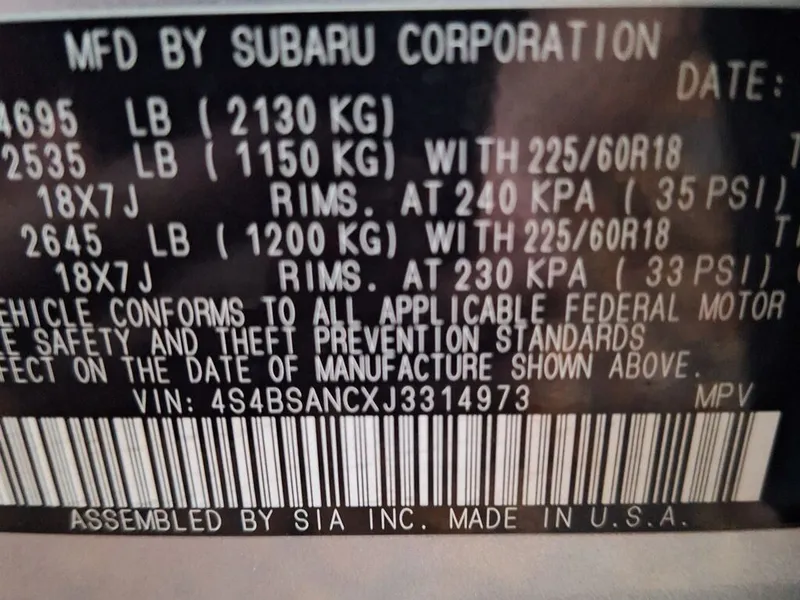 MFD BY SUBARU CORPORATION
DATE:
4695 LB ( 2130 KG)
2535 LB ( 1150 KG) WITH 225/60R18
18X7J RIMS. AT 240 KPA ( 35 PSI)
2645 LB ( 1200 KG) WITH 225/60R18
18X7J RIMS. AT 230 KPA ( 33 PSI)
EHICLE CONFORMS TO ALL APPLICABLE FEDERAL MOTOR
E SAFETY AND THEFT PREVENTION STANDARDS
FECT ON THE DATE OF MANUFACTURE SHOWN ABOVE.
VIN: 4S4BSANCXJ3314973 MPV
ASSEMBLED BY SIA INC. MADE IN U.S.A.